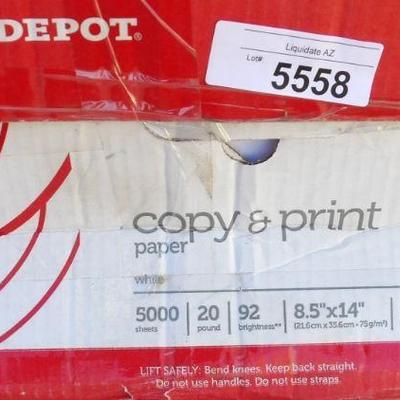 DEPOT®
Liquidate AZ
Lot#
5558
copy & print
paper
white
5000 20 92 8.5"x14"
sheets pound brightness** (21.6cm x 35.6cm • 75g/m²)
LIFT SAFELY: Bend knees. Keep back straight.
Do not use handles. Do not use straps.